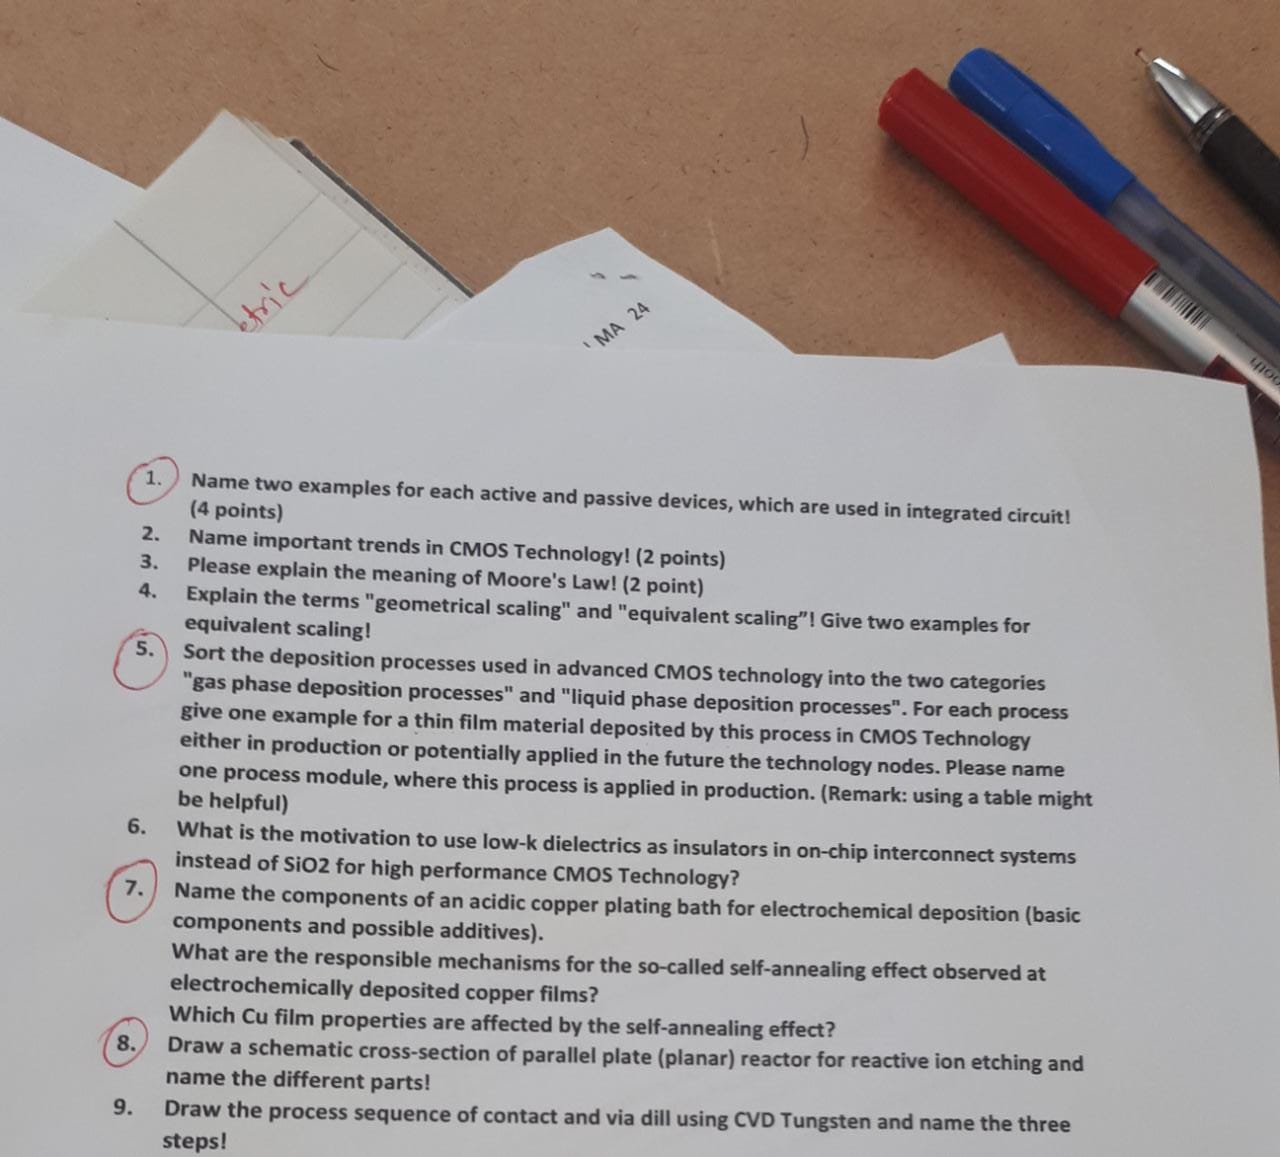 etric
MA 24
1. Name two examples for each active and passive devices, which are used in integrated circuit!
(4 points)
2. Name important trends in CMOS Technology! (2 points)
3. Please explain the meaning of Moore's Law! (2 point)
4. Explain the terms "geometrical scaling" and "equivalent scaling”! Give two examples for
equivalent scaling!
5. Sort the deposition processes used in advanced CMOS technology into the two categories
"gas phase deposition processes" and "liquid phase deposition processes". For each process
give one example for a thin film material deposited by this process in CMOS Technology
either in production or potentially applied in the future the technology nodes. Please name
one process module, where this process is applied in production. (Remark: using a table might
be helpful)
6. What is the motivation to use low-k dielectrics as insulators in on-chip interconnect systems
instead of SiO2 for high performance CMOS Technology?
7. Name the components of an acidic copper plating bath for electrochemical deposition (basic
components and possible additives).
What are the responsible mechanisms for the so-called self-annealing effect observed at
electrochemically deposited copper films?
Which Cu film properties are affected by the self-annealing effect?
8. Draw a schematic cross-section of parallel plate (planar) reactor for reactive ion etching and
name the different parts!
9. Draw the process sequence of contact and via dill using CVD Tungsten and name the three
steps!